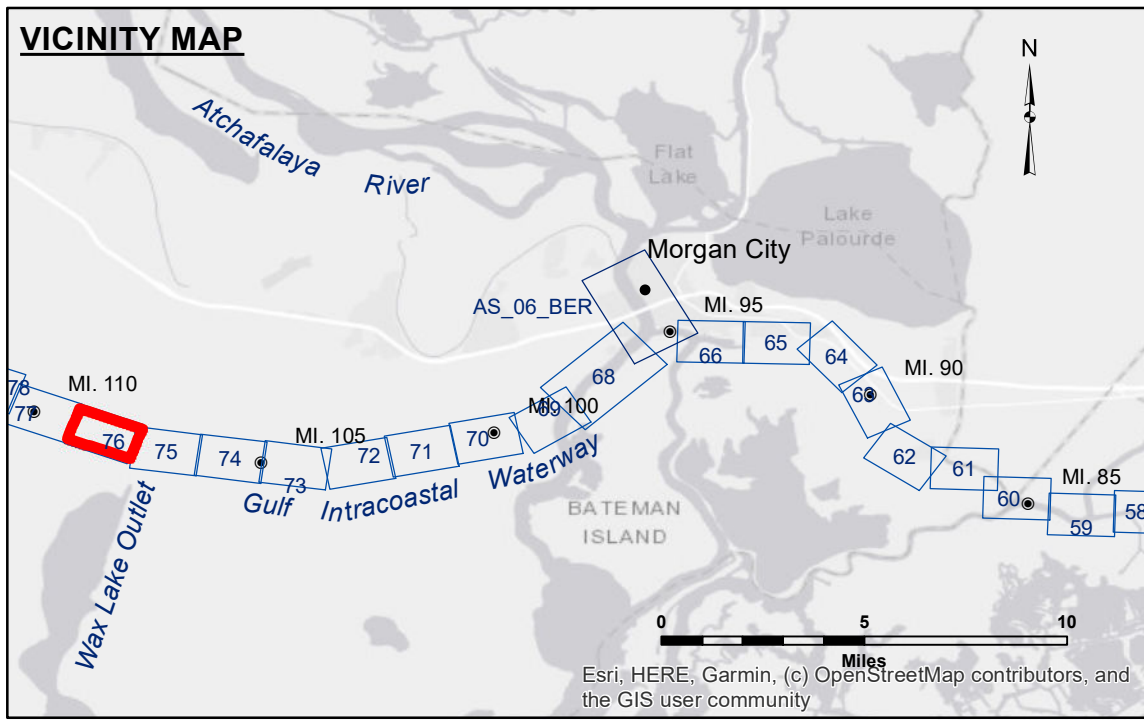 VICINITY MAP
N
Atchafalaya
River
Flat
Lake
Lake
Palourde
Morgan City
AS_06_BER
MI. 95
66
65
64
MI. 90
63
68
MI. 110
78
77
76
75
74
MI. 105
73
72
71
70
69
MI. 100
62
61
60
MI. 85
59
58
Gulf
Intracoastal
Waterway
Wax Lake Outlet
BATEMAN
ISLAND
0
5
10
Miles
Esri, HERE, Garmin, (c) OpenStreetMap contributors, and
the GIS user community